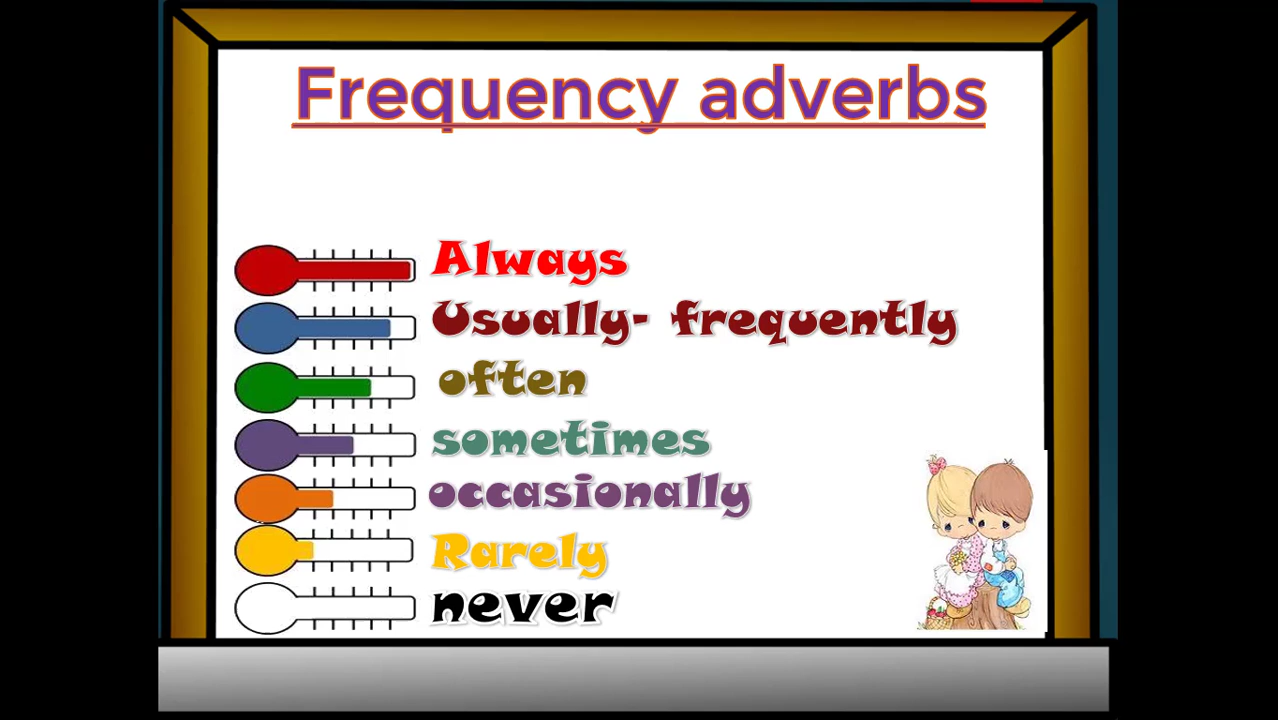 Frequency adverbs
Always
Usually- frequently
often
sometimes
occasionally
Rarely
never